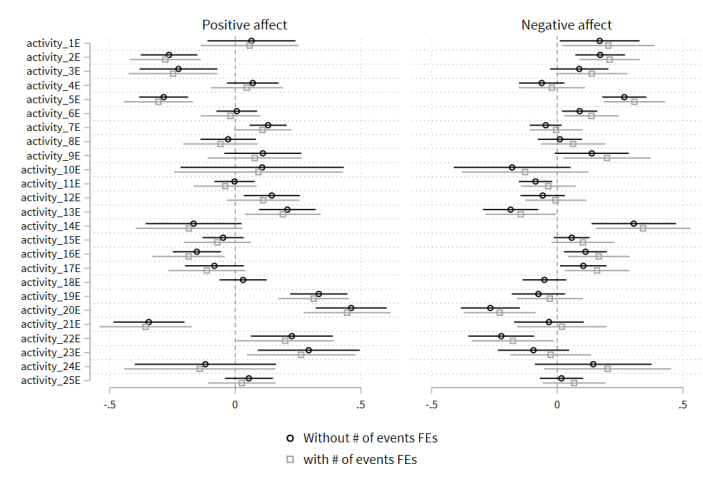 Positive affect Negative affect
activity_1E
activity_2E
activity_3E
activity_4E
activity_5E
activity_6E
activity_7E
activity_8E
activity_9E
activity_10E
activity_11E
activity_12E
activity_13E
activity_14E
activity_15E
activity_16E
activity_17E
activity_18E
activity_19E
activity_20E
activity_21E
activity_22E
activity_23E
activity_24E
activity_25E
-.5 0 .5 -.5 0 .5
Without # of events FEs
with # of events FEs